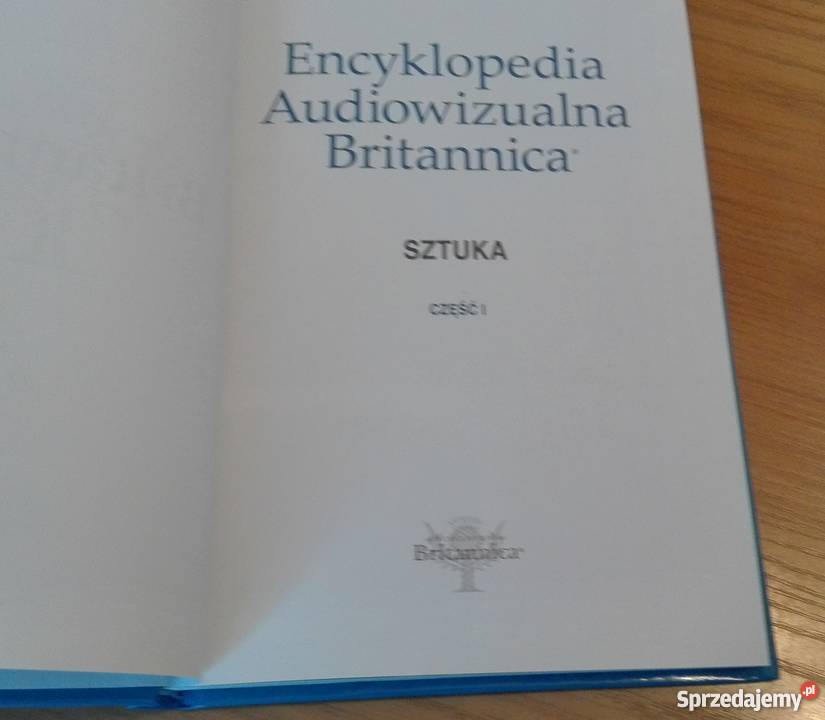 Encyklopedia
Audiowizualna
Britannica®
SZTUKA
CZĘŚĆ I
Britannica®
Sprzedajemy.pl